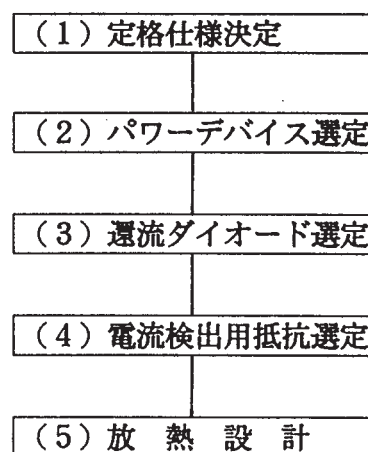 （1）定格仕様決定
（2）パワーデバイス選定
（3）還流ダイオード選定
（4）電流検出用抵抗選定
（5）放　熱　設　計